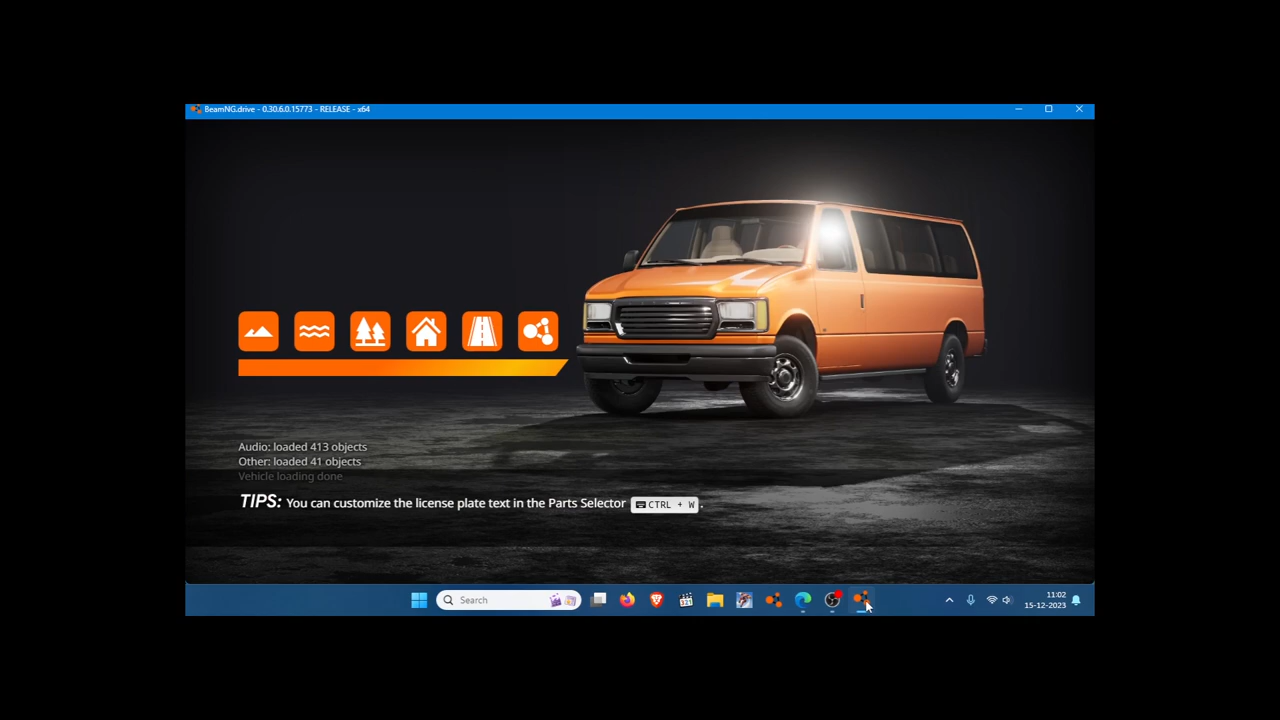 BeamNG.drive - 0.30.6.0.15773 - RELEASE - x64
Audio: loaded 413 objects
Other: loaded 41 objects
Vehicle loading done
TIPS: You can customize the license plate text in the Parts Selector CTRL + W .
Search
11:02
15-12-2023